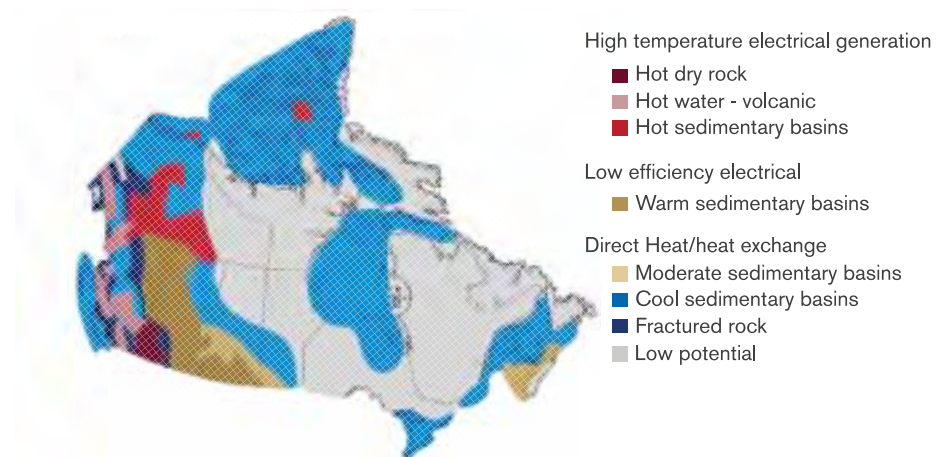 High temperature electrical generation
Hot dry rock
Hot water - volcanic
Hot sedimentary basins
Low efficiency electrical
Warm sedimentary basins
Direct Heat/heat exchange
Moderate sedimentary basins
Cool sedimentary basins
Fractured rock
Low potential